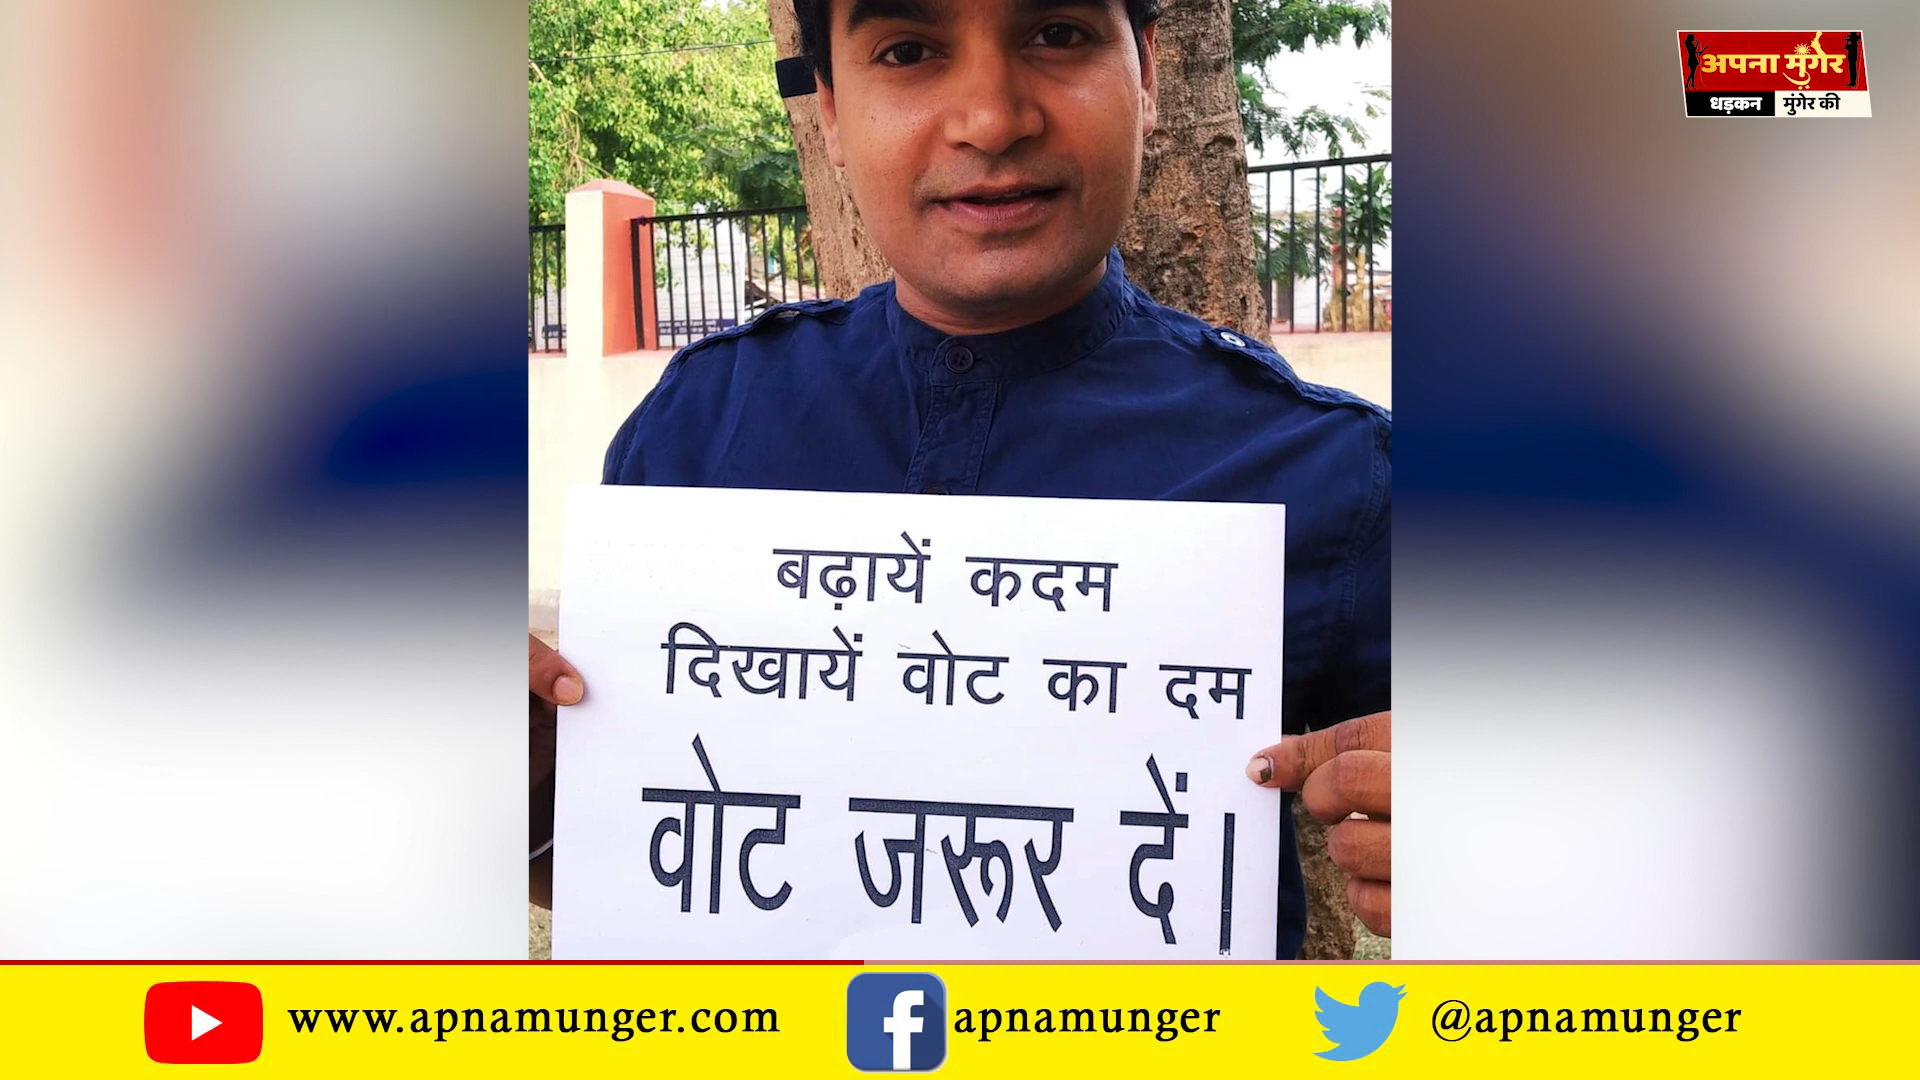 अपना मुंगेर
धड़कन मुंगेर की
बढ़ायें कदम
दिखायें वोट का दम
वोट जरूर दें।
www.apnamunger.com
apnamunger
@apnamunger